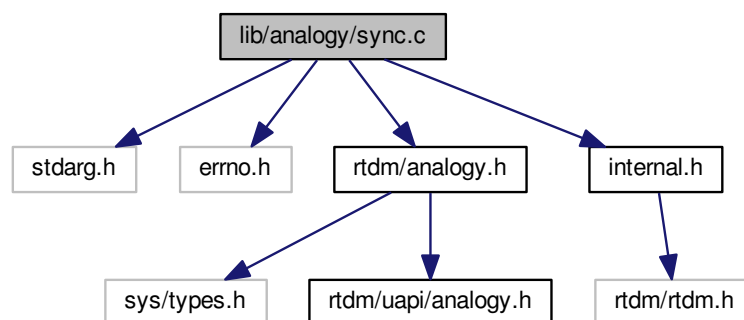 lib/analogy/sync.c
stdarg.h
errno.h
rtdm/analogy.h
internal.h
sys/types.h
rtdm/uapi/analogy.h
rtdm/rtdm.h